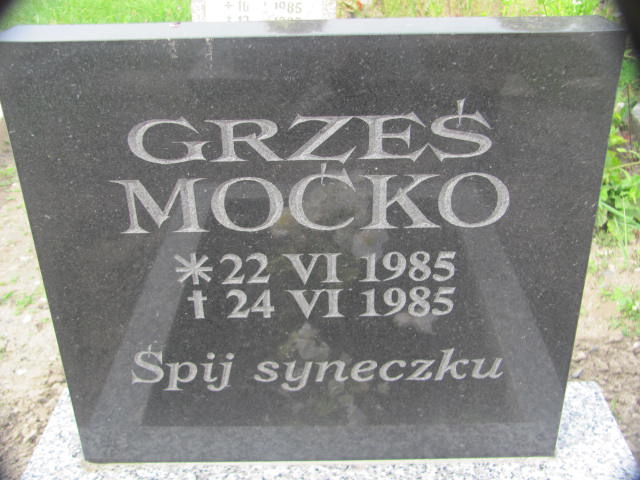 GRZEŚ
MOĆKO
* 22 VI 1985
† 24 VI 1985
Śpij syneczku